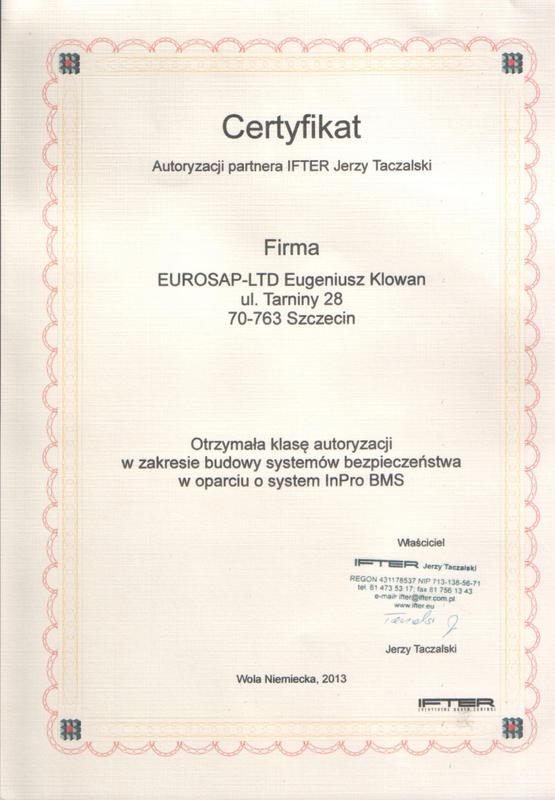 Certyfikat
Autoryzacji partnera IFTER Jerzy Taczalski
Firma
EUROSAP-LTD Eugeniusz Klowan
ul. Tarniny 28
70-763 Szczecin
Otrzymała klasę autoryzacji
w zakresie budowy systemów bezpieczeństwa
w oparciu o system InPro BMS
Właściciel
IFTER Jerzy Taczalski
REGON 431178537 NIP 713-138-56-71
tel. 81 473 53 17; fax 81 756 13 43
e-mail: ifter@ifter.com.pl
www.ifter.eu
Jerzy Taczalski
Wola Niemiecka, 2013
IFTER
EVERYTHING UNDER CONTROL